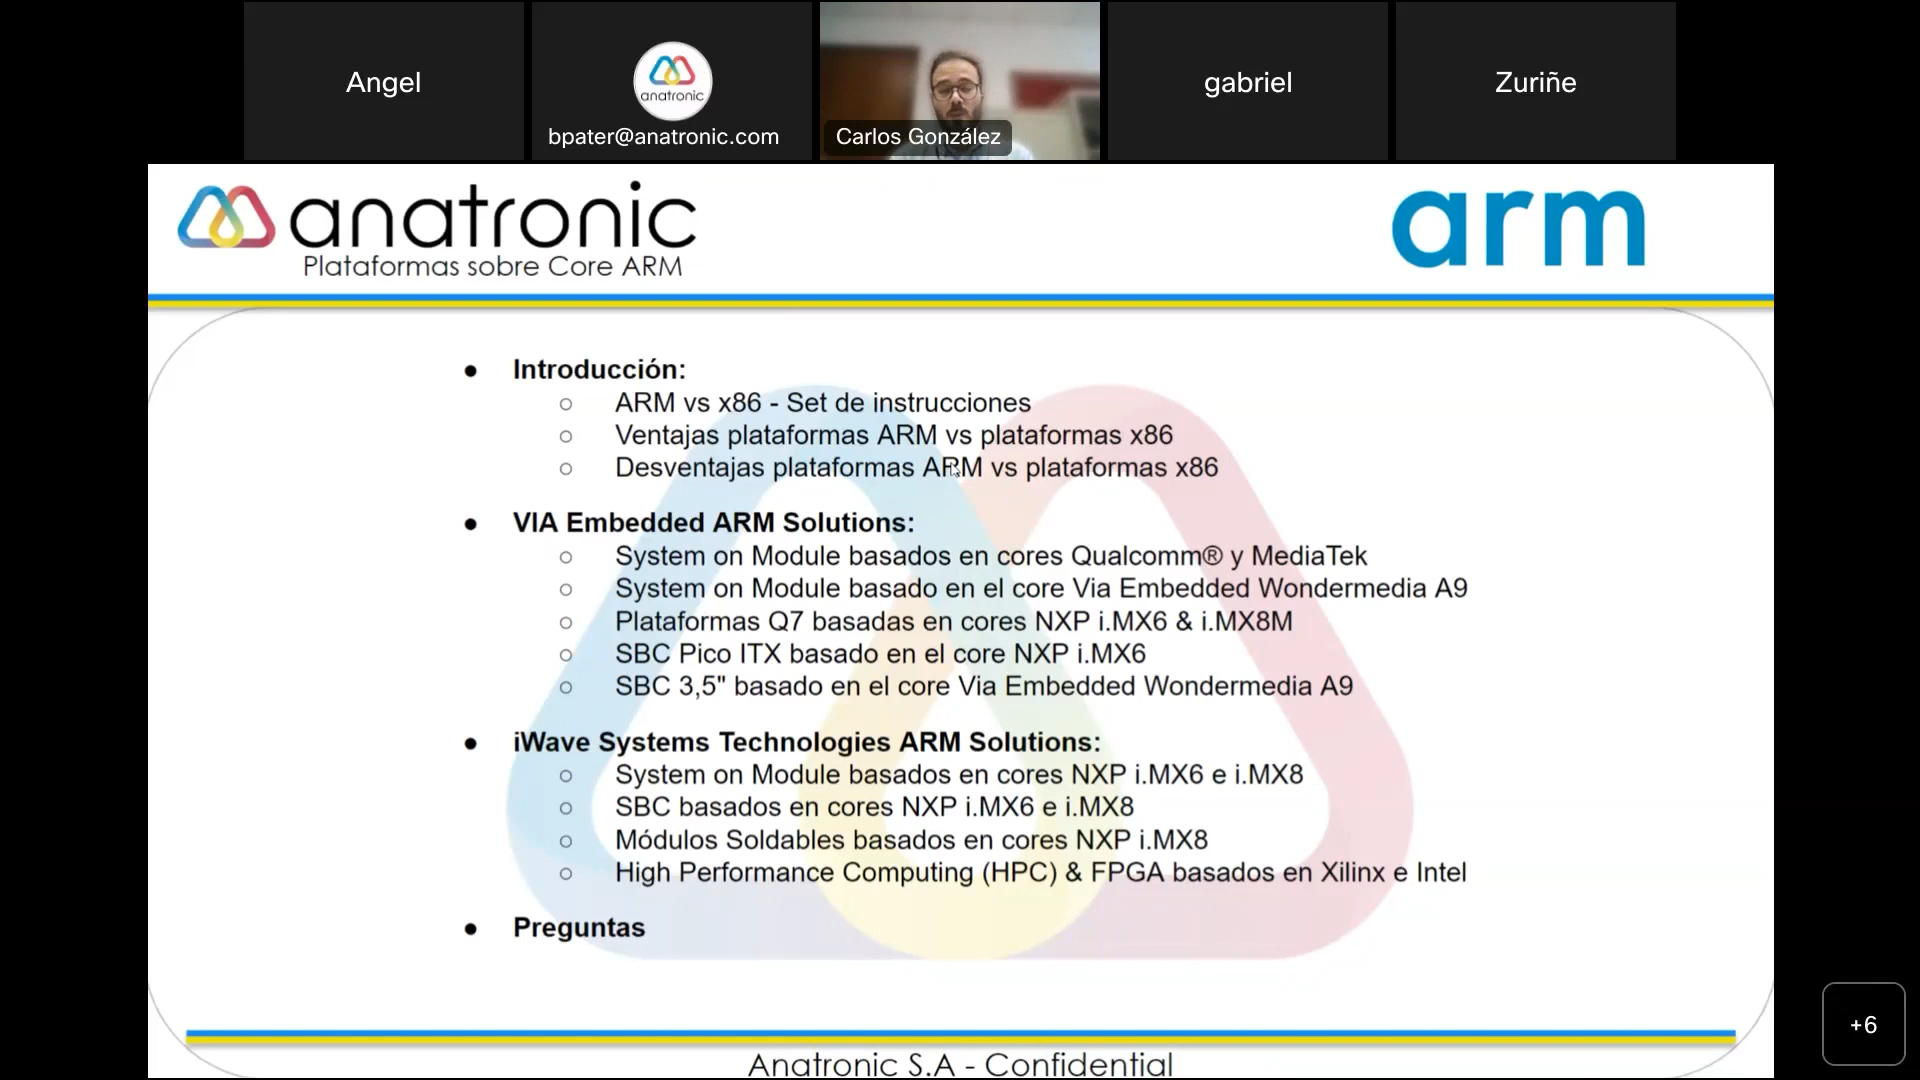 Angel
anatronic
bpater@anatronic.com
Carlos González
gabriel
Zuriñe
anatronic
Plataformas sobre Core ARM
arm
● Introducción:
○ ARM vs x86 - Set de instrucciones
○ Ventajas plataformas ARM vs plataformas x86
○ Desventajas plataformas ARM vs plataformas x86
● VIA Embedded ARM Solutions:
○ System on Module basados en cores Qualcomm® y MediaTek
○ System on Module basado en el core Via Embedded Wondermedia A9
○ Plataformas Q7 basadas en cores NXP i.MX6 & i.MX8M
○ SBC Pico ITX basado en el core NXP i.MX6
○ SBC 3,5" basado en el core Via Embedded Wondermedia A9
● iWave Systems Technologies ARM Solutions:
○ System on Module basados en cores NXP i.MX6 e i.MX8
○ SBC basados en cores NXP i.MX6 e i.MX8
○ Módulos Soldables basados en cores NXP i.MX8
○ High Performance Computing (HPC) & FPGA basados en Xilinx e Intel
● Preguntas
+6
Anatronic S.A - Confidential